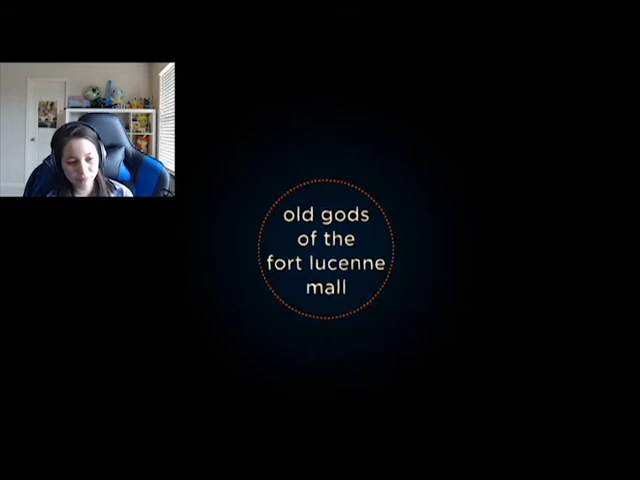 old gods
of the
fort lucenne
mall